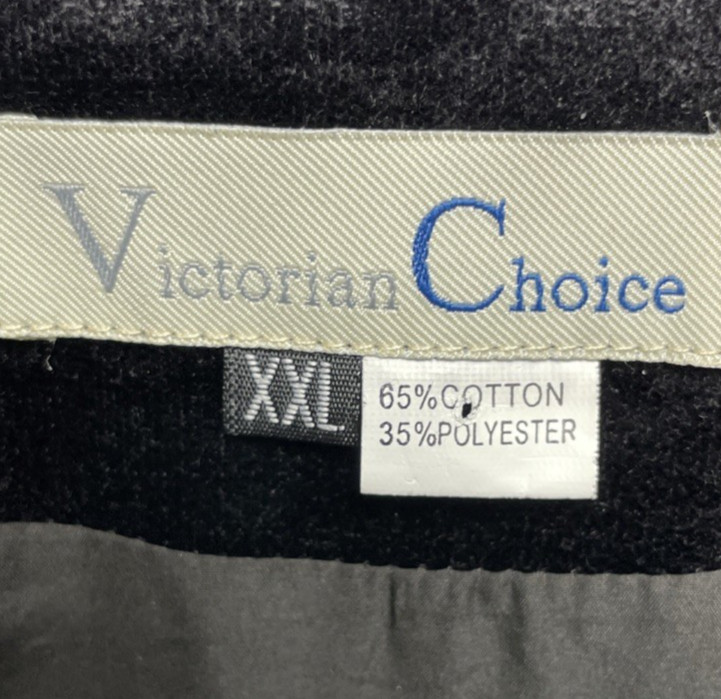 Victorian Choice
XXL
65%COTTON
35%POLYESTER